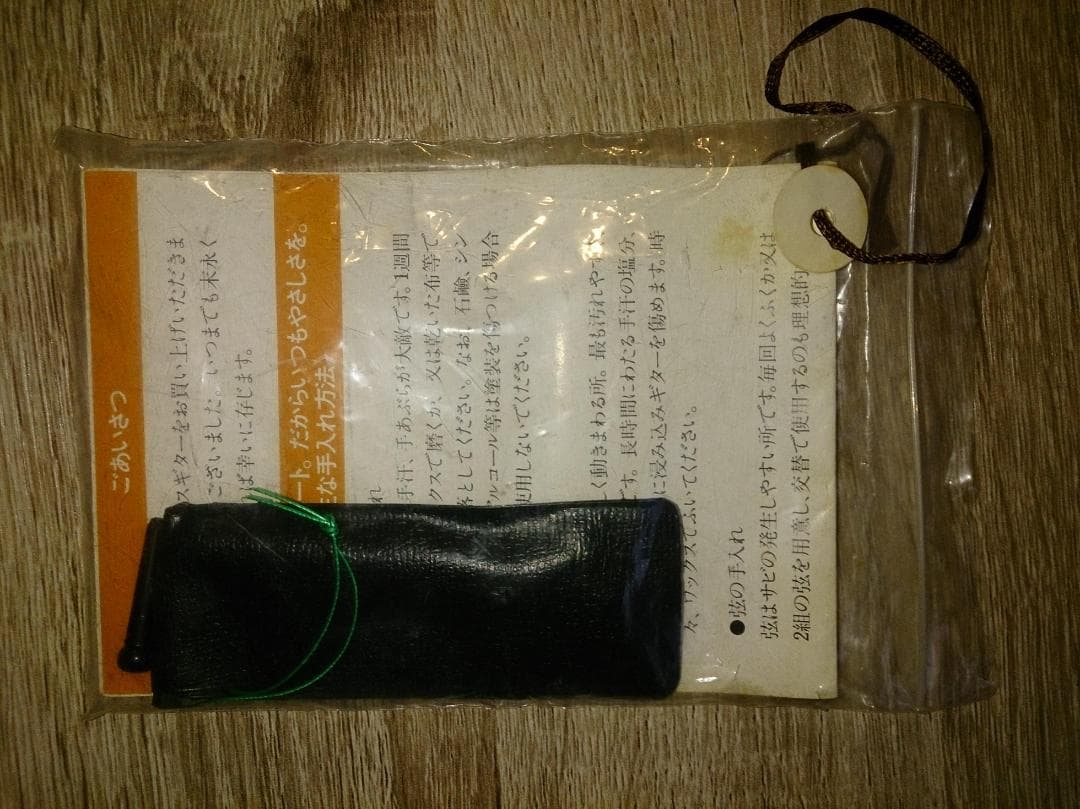 ごあいさつ
スギターをお買い上げいただきま
ございました。いつまでも末永く
ば幸いに存じます。
ート。だからいつもやさしさを。
な手入れ方法〉
れ
手汗、手あぶらが大敵です。1週間
クスで磨くか、又は乾いた布等で
落としてください。なお、石鹸、シン
アルコール等は塗装を傷つける場合
使用しないでください。
く動きまわる所。最も汚れやす
です。長時間にわたる手汗の塩分、
に浸み込みギターを傷めます。時
々、ワックスでふいてください。
●弦の手入れ
弦はサビの発生しやすい所です。毎回よくふくか又は
2組の弦を用意し、交替で使用するのも理想的